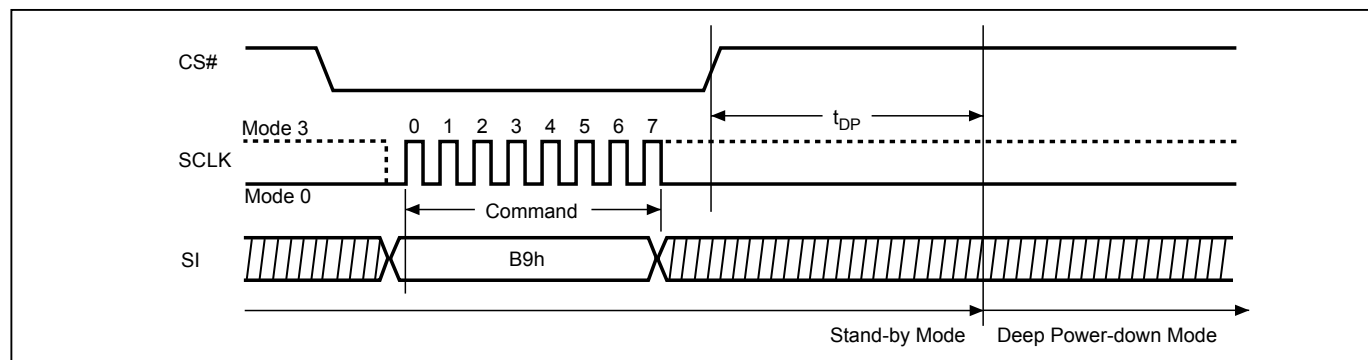 CS#
tDP
Mode 3
0 1 2 3 4 5 6 7
SCLK
Mode 0
Command
SI
B9h
Stand-by Mode
Deep Power-down Mode